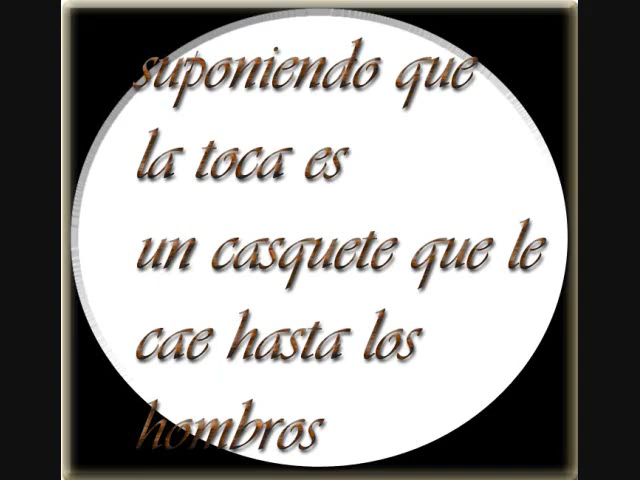 suponiendo que
la toca es
un casquete que le
cae hasta los
hombros